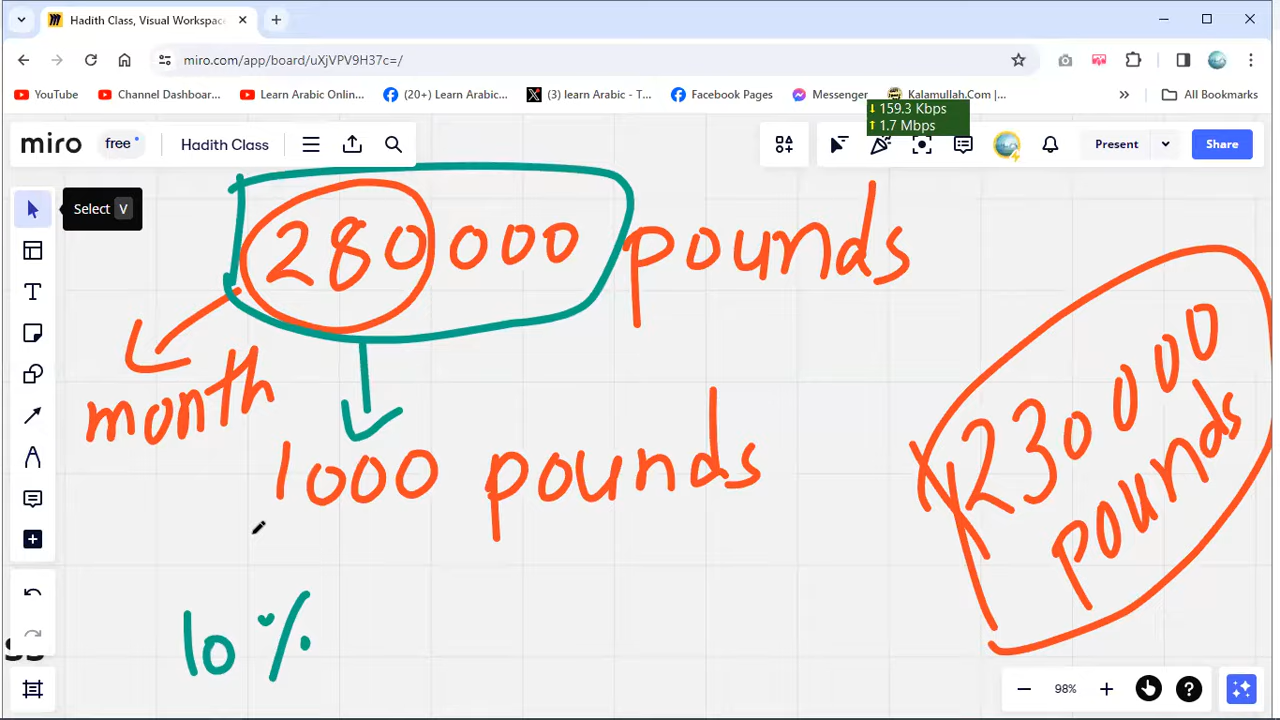 Hadith Class, Visual Workspac
miro.com/app/board/uXjVPV9H37c=/
YouTube
Channel Dashboar...
Learn Arabic Onlin...
(20+) Learn Arabic...
(3) learn Arabic - T...
Facebook Pages
Messenger
Kalamullah.Com |...
»
All Bookmarks
↓ 159.3 Kbps
↑ 1.7 Mbps
miro
free
Hadith Class
Present
Share
Select V
280000 pounds
month
1000 pounds
230000
pounds
10%
98%